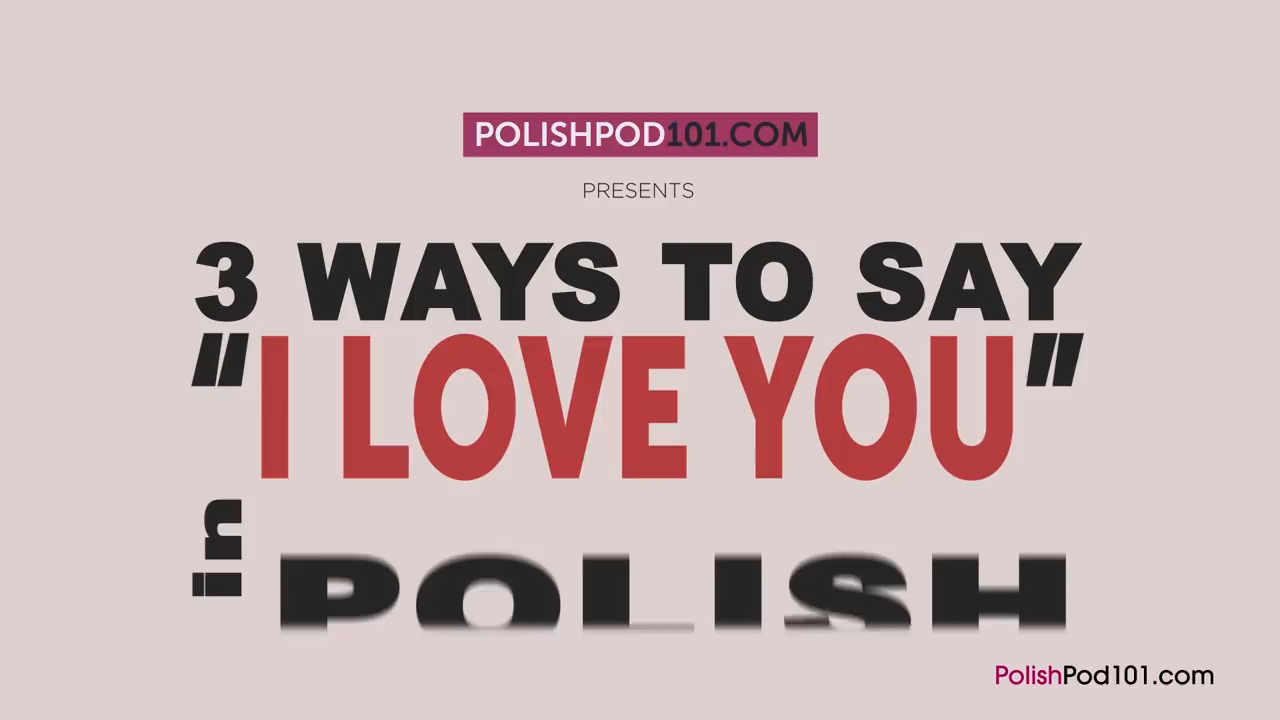 POLISHPOD101.COM
PRESENTS
3 WAYS TO SAY
"I LOVE YOU"
in POLISH
PolishPod101.com